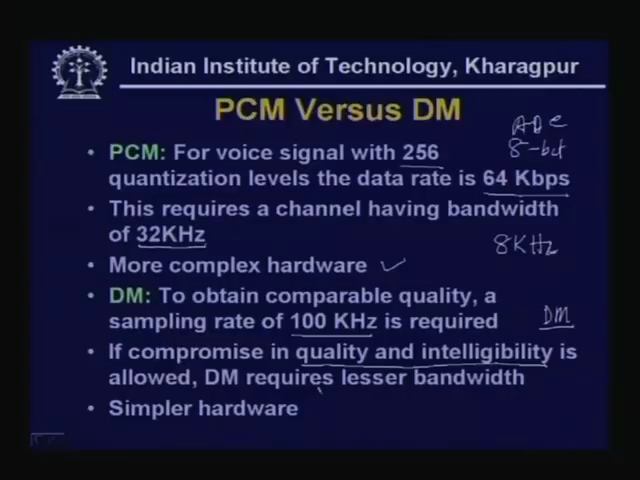 Indian Institute of Technology, Kharagpur
PCM Versus DM
ADC
8-bit
• PCM: For voice signal with 256
quantization levels the data rate is 64 Kbps
• This requires a channel having bandwidth
of 32KHz
8KHz
• More complex hardware ✓
• DM: To obtain comparable quality, a
sampling rate of 100 KHz is required
DM
• If compromise in quality and intelligibility is
allowed, DM requires lesser bandwidth
• Simpler hardware